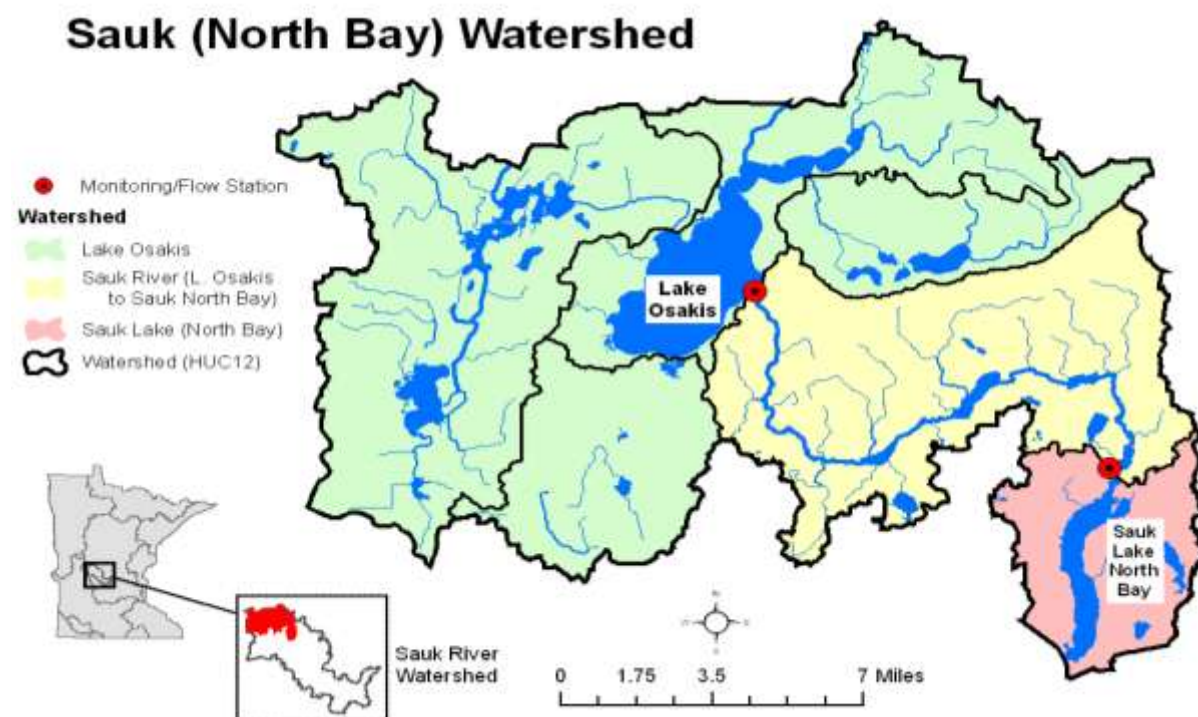 Sauk (North Bay) Watershed
Monitoring/Flow Station
Watershed
Lake Osakis
Sauk River (L. Osakis
to Sauk North Bay)
Sauk Lake (North Bay)
Watershed (HUC12)
Lake
Osakis
Sauk
Lake
North
Bay
Sauk River
Watershed
0 1.75 3.5 7 Miles